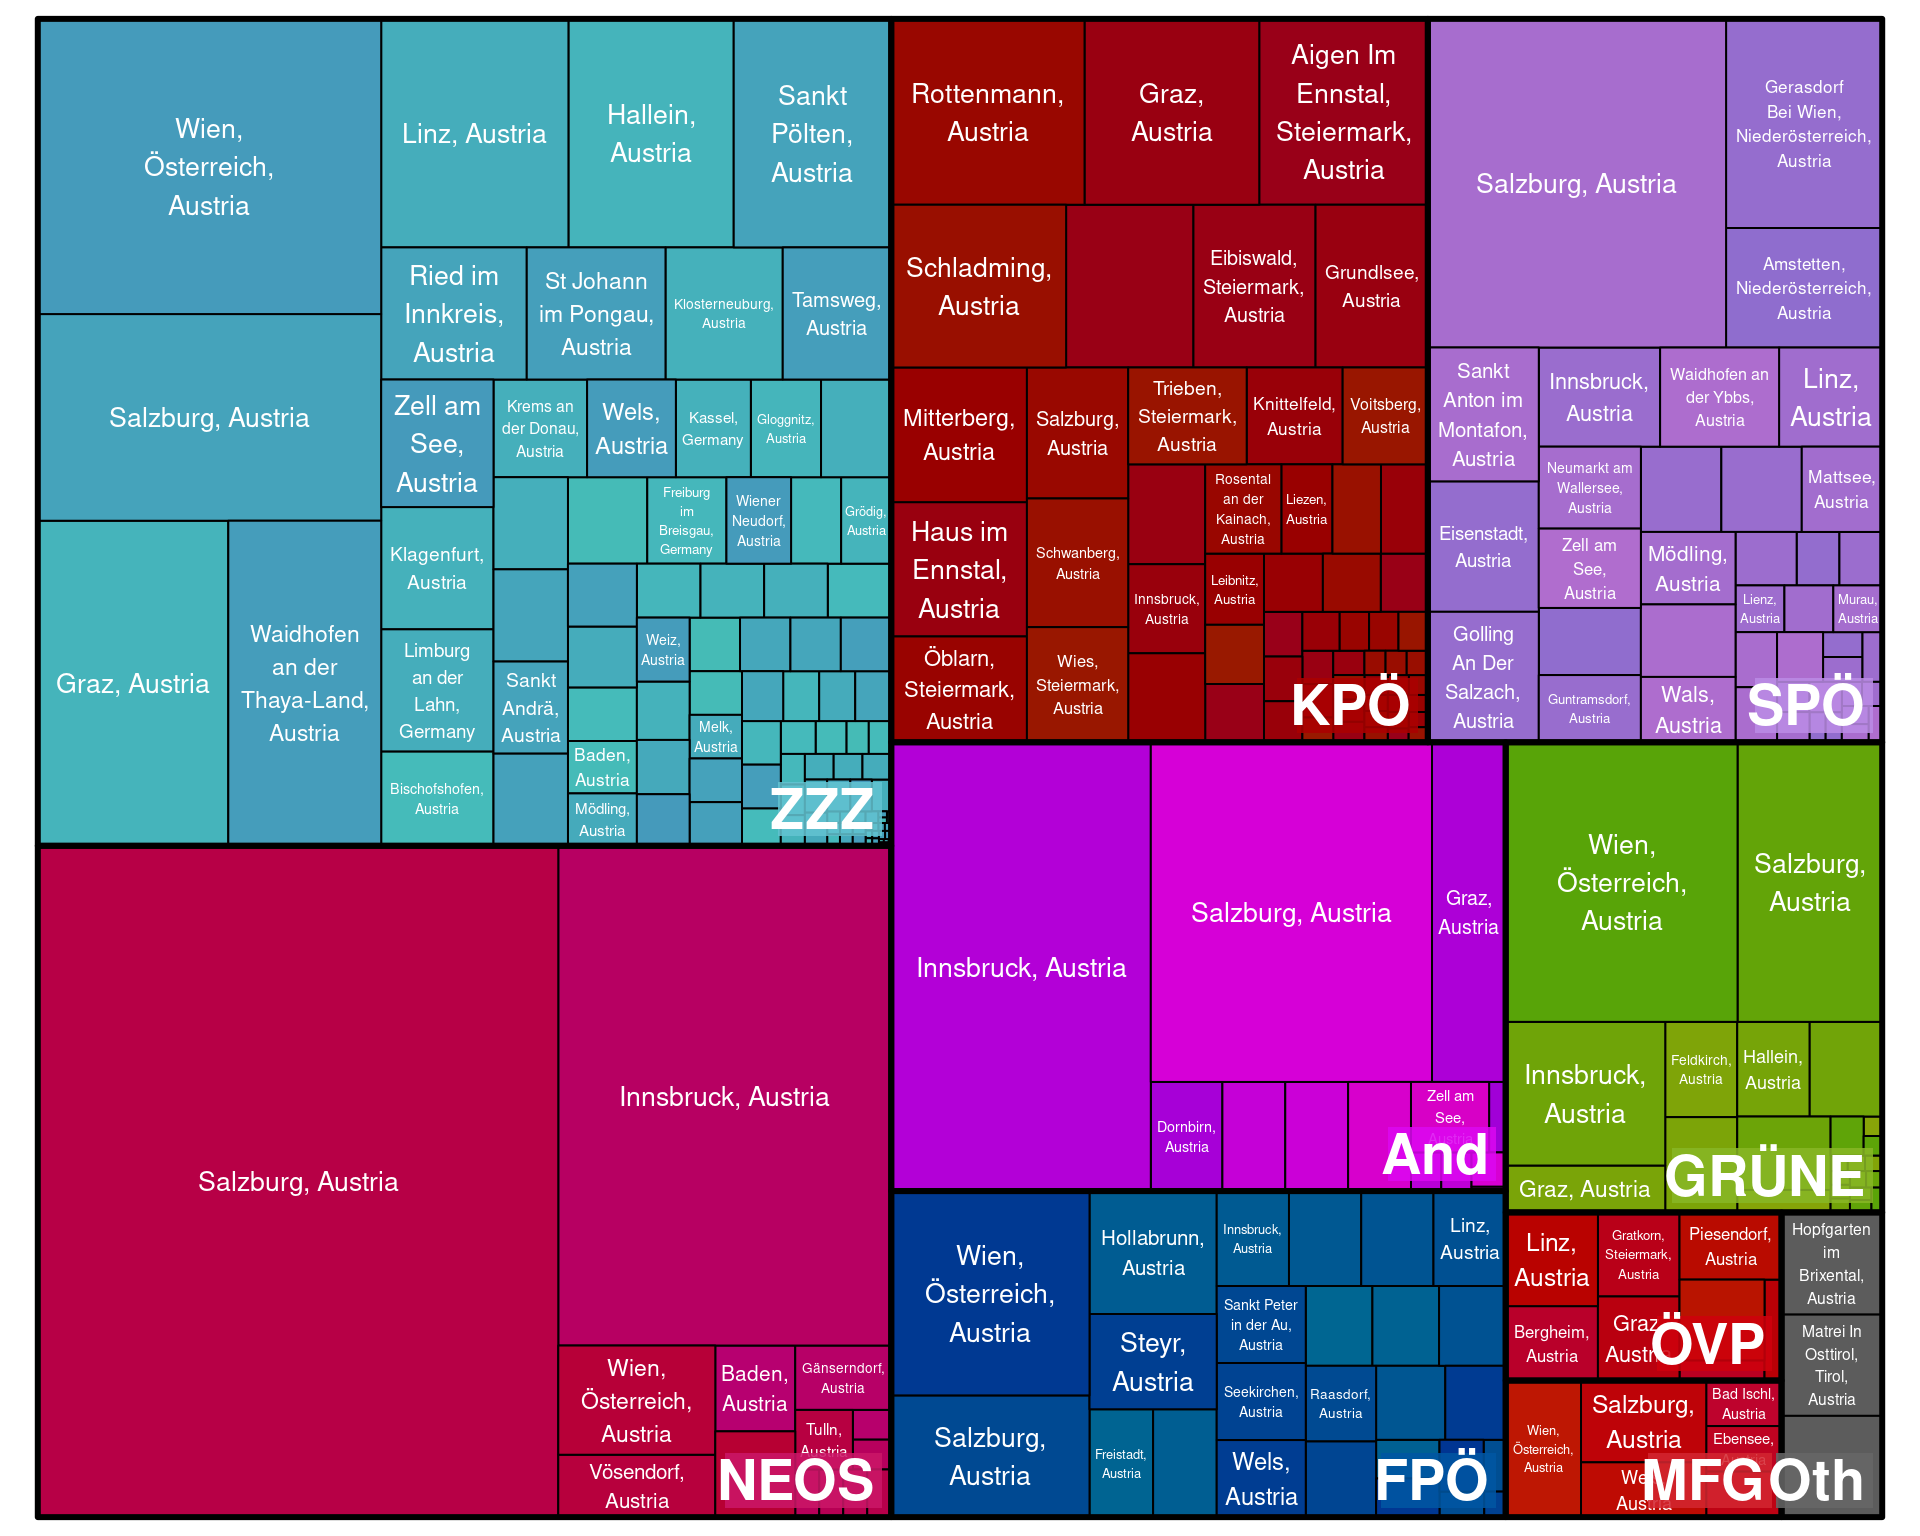 Wien,
Österreich,
Austria
Linz, Austria
Hallein,
Austria
Sankt
Pölten,
Austria
Salzburg, Austria
Ried im
Innkreis,
Austria
St Johann
im Pongau,
Austria
Klosterneuburg,
Austria
Tamsweg,
Austria
Zell am
See,
Austria
Krems an
der Donau,
Austria
Wels,
Austria
Kassel,
Germany
Gloggnitz,
Austria
Freiburg
im
Breisgau,
Germany
Wiener
Neudorf,
Austria
Grödig,
Austria
Graz, Austria
Waidhofen
an der
Thaya-Land,
Austria
Klagenfurt,
Austria
Limburg
an der
Lahn,
Germany
Bischofshofen,
Austria
Sankt
Andrä,
Austria
Weiz,
Austria
Melk,
Austria
Baden,
Austria
Mödling,
Austria
ZZZ
Rottenmann,
Austria
Graz,
Austria
Aigen Im
Ennstal,
Steiermark,
Austria
Schladming,
Austria
Eibiswald,
Steiermark,
Austria
Grundlsee,
Austria
Mitterberg,
Austria
Salzburg,
Austria
Trieben,
Steiermark,
Austria
Knittelfeld,
Austria
Voitsberg,
Austria
Haus im
Ennstal,
Austria
Schwanberg,
Austria
Rosental
an der
Kainach,
Austria
Liezen,
Austria
Innsbruck,
Austria
Leibnitz,
Austria
Öblarn,
Steiermark,
Austria
Wies,
Steiermark,
Austria
KPÖ
Salzburg, Austria
Gerasdorf
Bei Wien,
Niederösterreich,
Austria
Amstetten,
Niederösterreich,
Austria
Sankt
Anton im
Montafon,
Austria
Innsbruck,
Austria
Waidhofen an
der Ybbs,
Austria
Linz,
Austria
Neumarkt am
Wallersee,
Austria
Mattsee,
Austria
Eisenstadt,
Austria
Zell am
See,
Austria
Mödling,
Austria
Lienz,
Austria
Murau,
Austria
Golling
An Der
Salzach,
Austria
Guntramsdorf,
Austria
Wals,
Austria
SPÖ
Salzburg, Austria
Innsbruck, Austria
Wien,
Österreich,
Austria
Baden,
Austria
Gänserndorf,
Austria
Tulln,
Austria
Vösendorf,
Austria
NEOS
Innsbruck, Austria
Salzburg, Austria
Graz,
Austria
Dornbirn,
Austria
Zell am
See,
Austria
And
Wien,
Österreich,
Austria
Salzburg,
Austria
Innsbruck,
Austria
Feldkirch,
Austria
Hallein,
Austria
Graz, Austria
GRÜNE
Wien,
Österreich,
Austria
Hollabrunn,
Austria
Innsbruck,
Austria
Linz,
Austria
Steyr,
Austria
Sankt Peter
in der Au,
Austria
Salzburg,
Austria
Seekirchen,
Austria
Raasdorf,
Austria
Freistadt,
Austria
Wels,
Austria
FPÖ
Linz,
Austria
Gratkorn,
Steiermark,
Austria
Piesendorf,
Austria
Bergheim,
Austria
Graz
Austria
ÖVP
Wien,
Österreich,
Austria
Salzburg,
Austria
Bad Ischl,
Austria
Ebensee,
Austria
MFG
Hopfgarten
im
Brixental,
Austria
Matrei In
Osttirol,
Tirol,
Austria
Oth